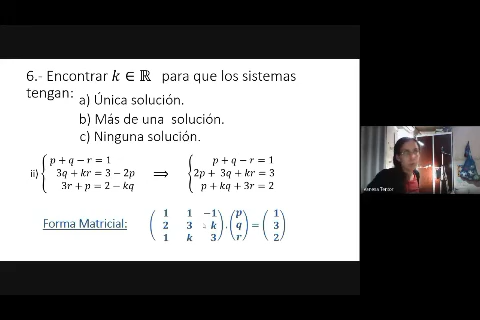 6.- Encontrar k ∈ ℝ para que los sistemas
tengan:
a) Única solución.
b) Más de una solución.
c) Ninguna solución.
ii) { p + q − r = 1 ⟹ { p + q − r = 1
3q + kr = 3 − 2p 2p + 3q + kr = 3
3r + p = 2 − kq p + kq + 3r = 2
Forma Matricial: ( 1 1 −1 ) ( p ) ( 1 )
( 2 3 k ) . ( q ) = ( 3 )
( 1 k 3 ) ( r ) ( 2 )